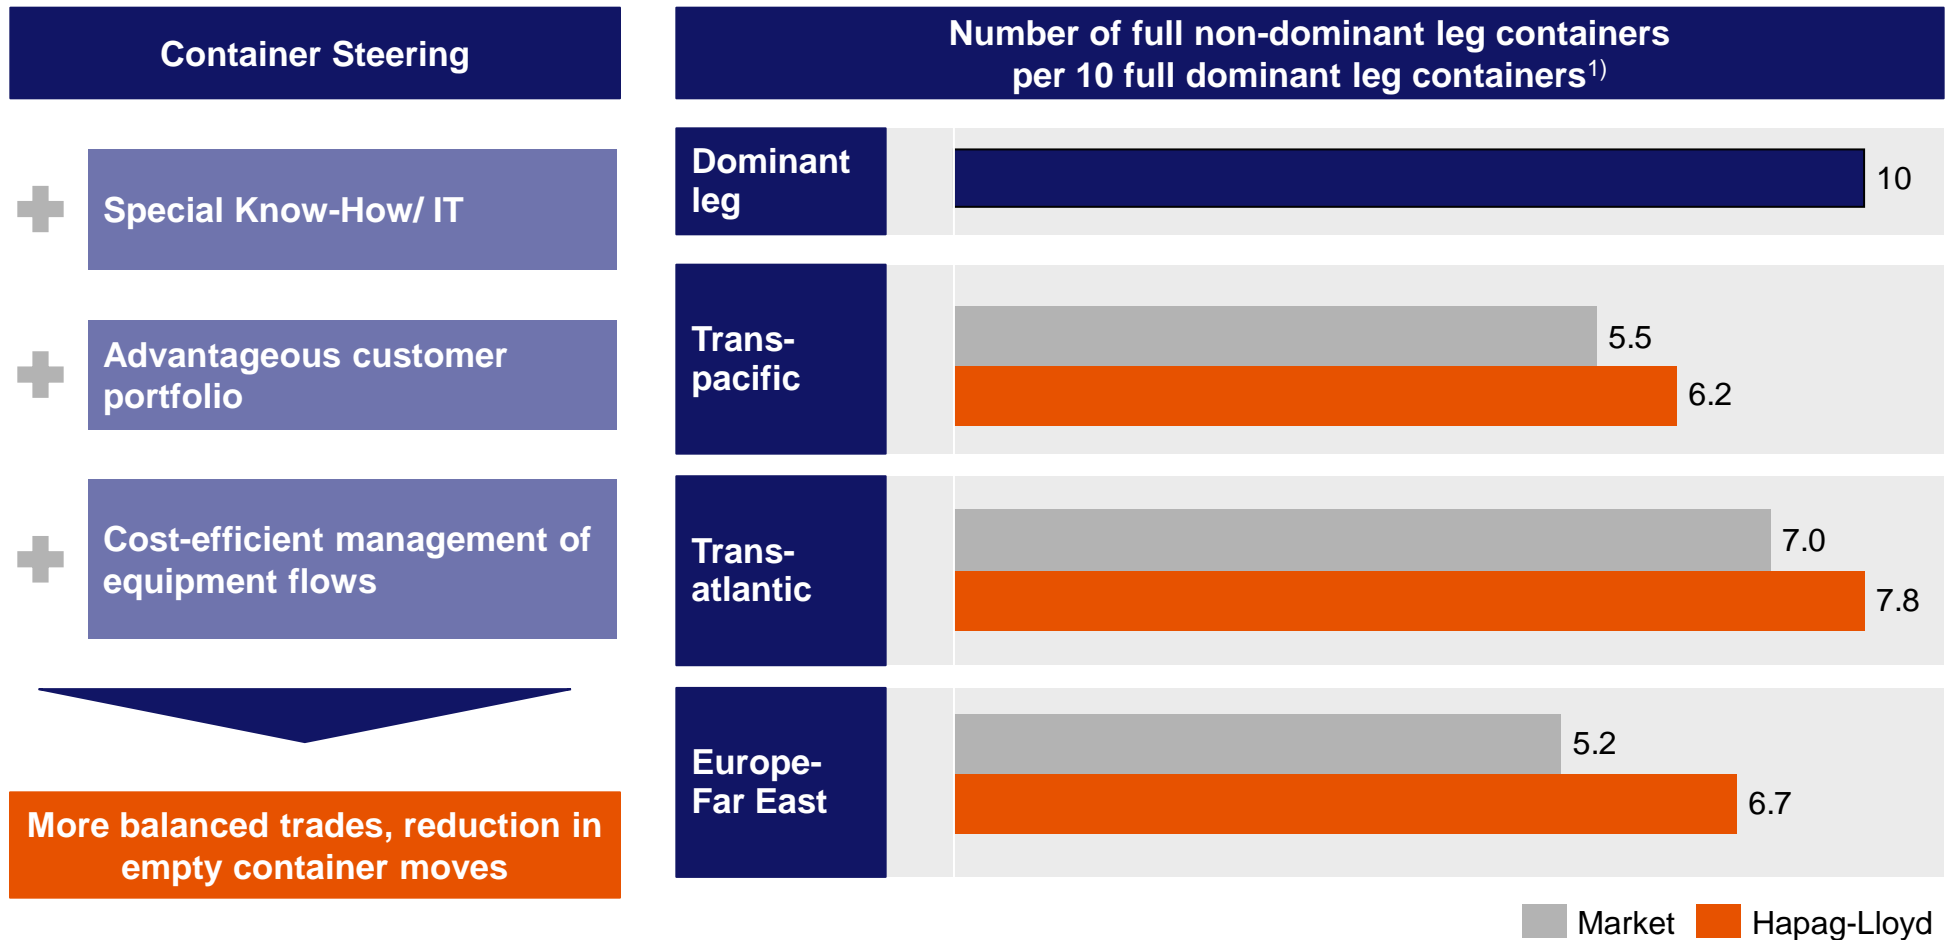 Container Steering
Special Know-How/ IT
Advantageous customer
portfolio
Cost-efficient management of
equipment flows
More balanced trades, reduction in
empty container moves
Number of full non-dominant leg containers
per 10 full dominant leg containers1)
Dominant
leg
10
Trans-
pacific
5.5
6.2
Trans-
atlantic
7.0
7.8
Europe-
Far East
5.2
6.7
Market
Hapag-Lloyd